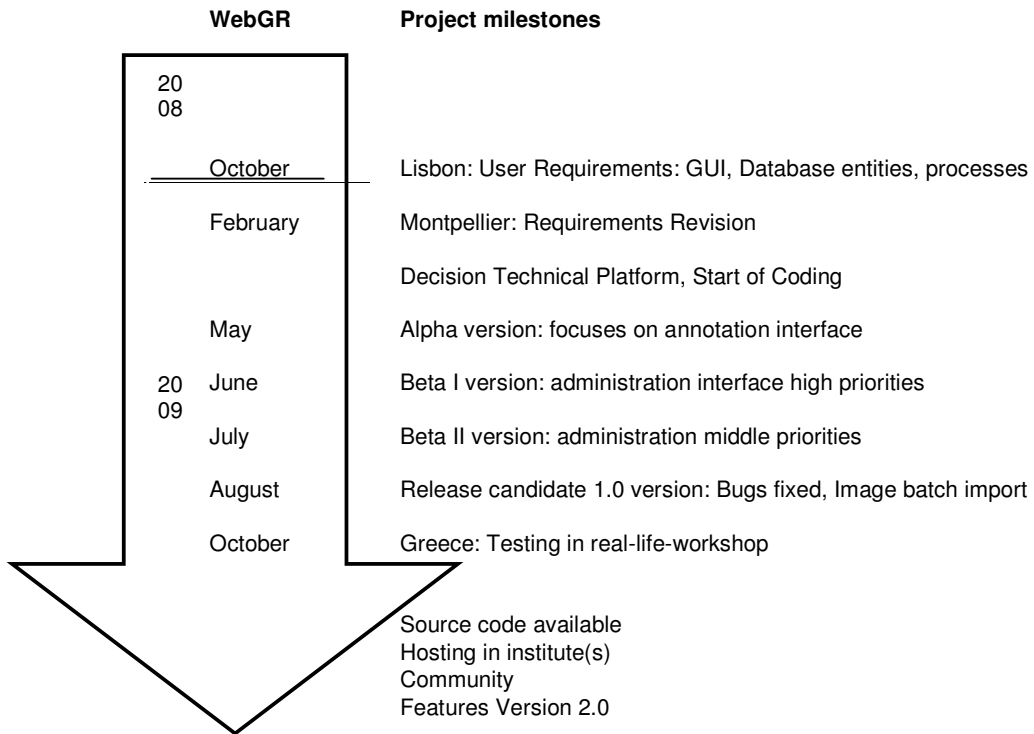 WebGR Project milestones
20
08
October Lisbon: User Requirements: GUI, Database entities, processes
February Montpellier: Requirements Revision
Decision Technical Platform, Start of Coding
May Alpha version: focuses on annotation interface
20 June Beta I version: administration interface high priorities
09
July Beta II version: administration middle priorities
August Release candidate 1.0 version: Bugs fixed, Image batch import
October Greece: Testing in real-life-workshop
Source code available
Hosting in institute(s)
Community
Features Version 2.0